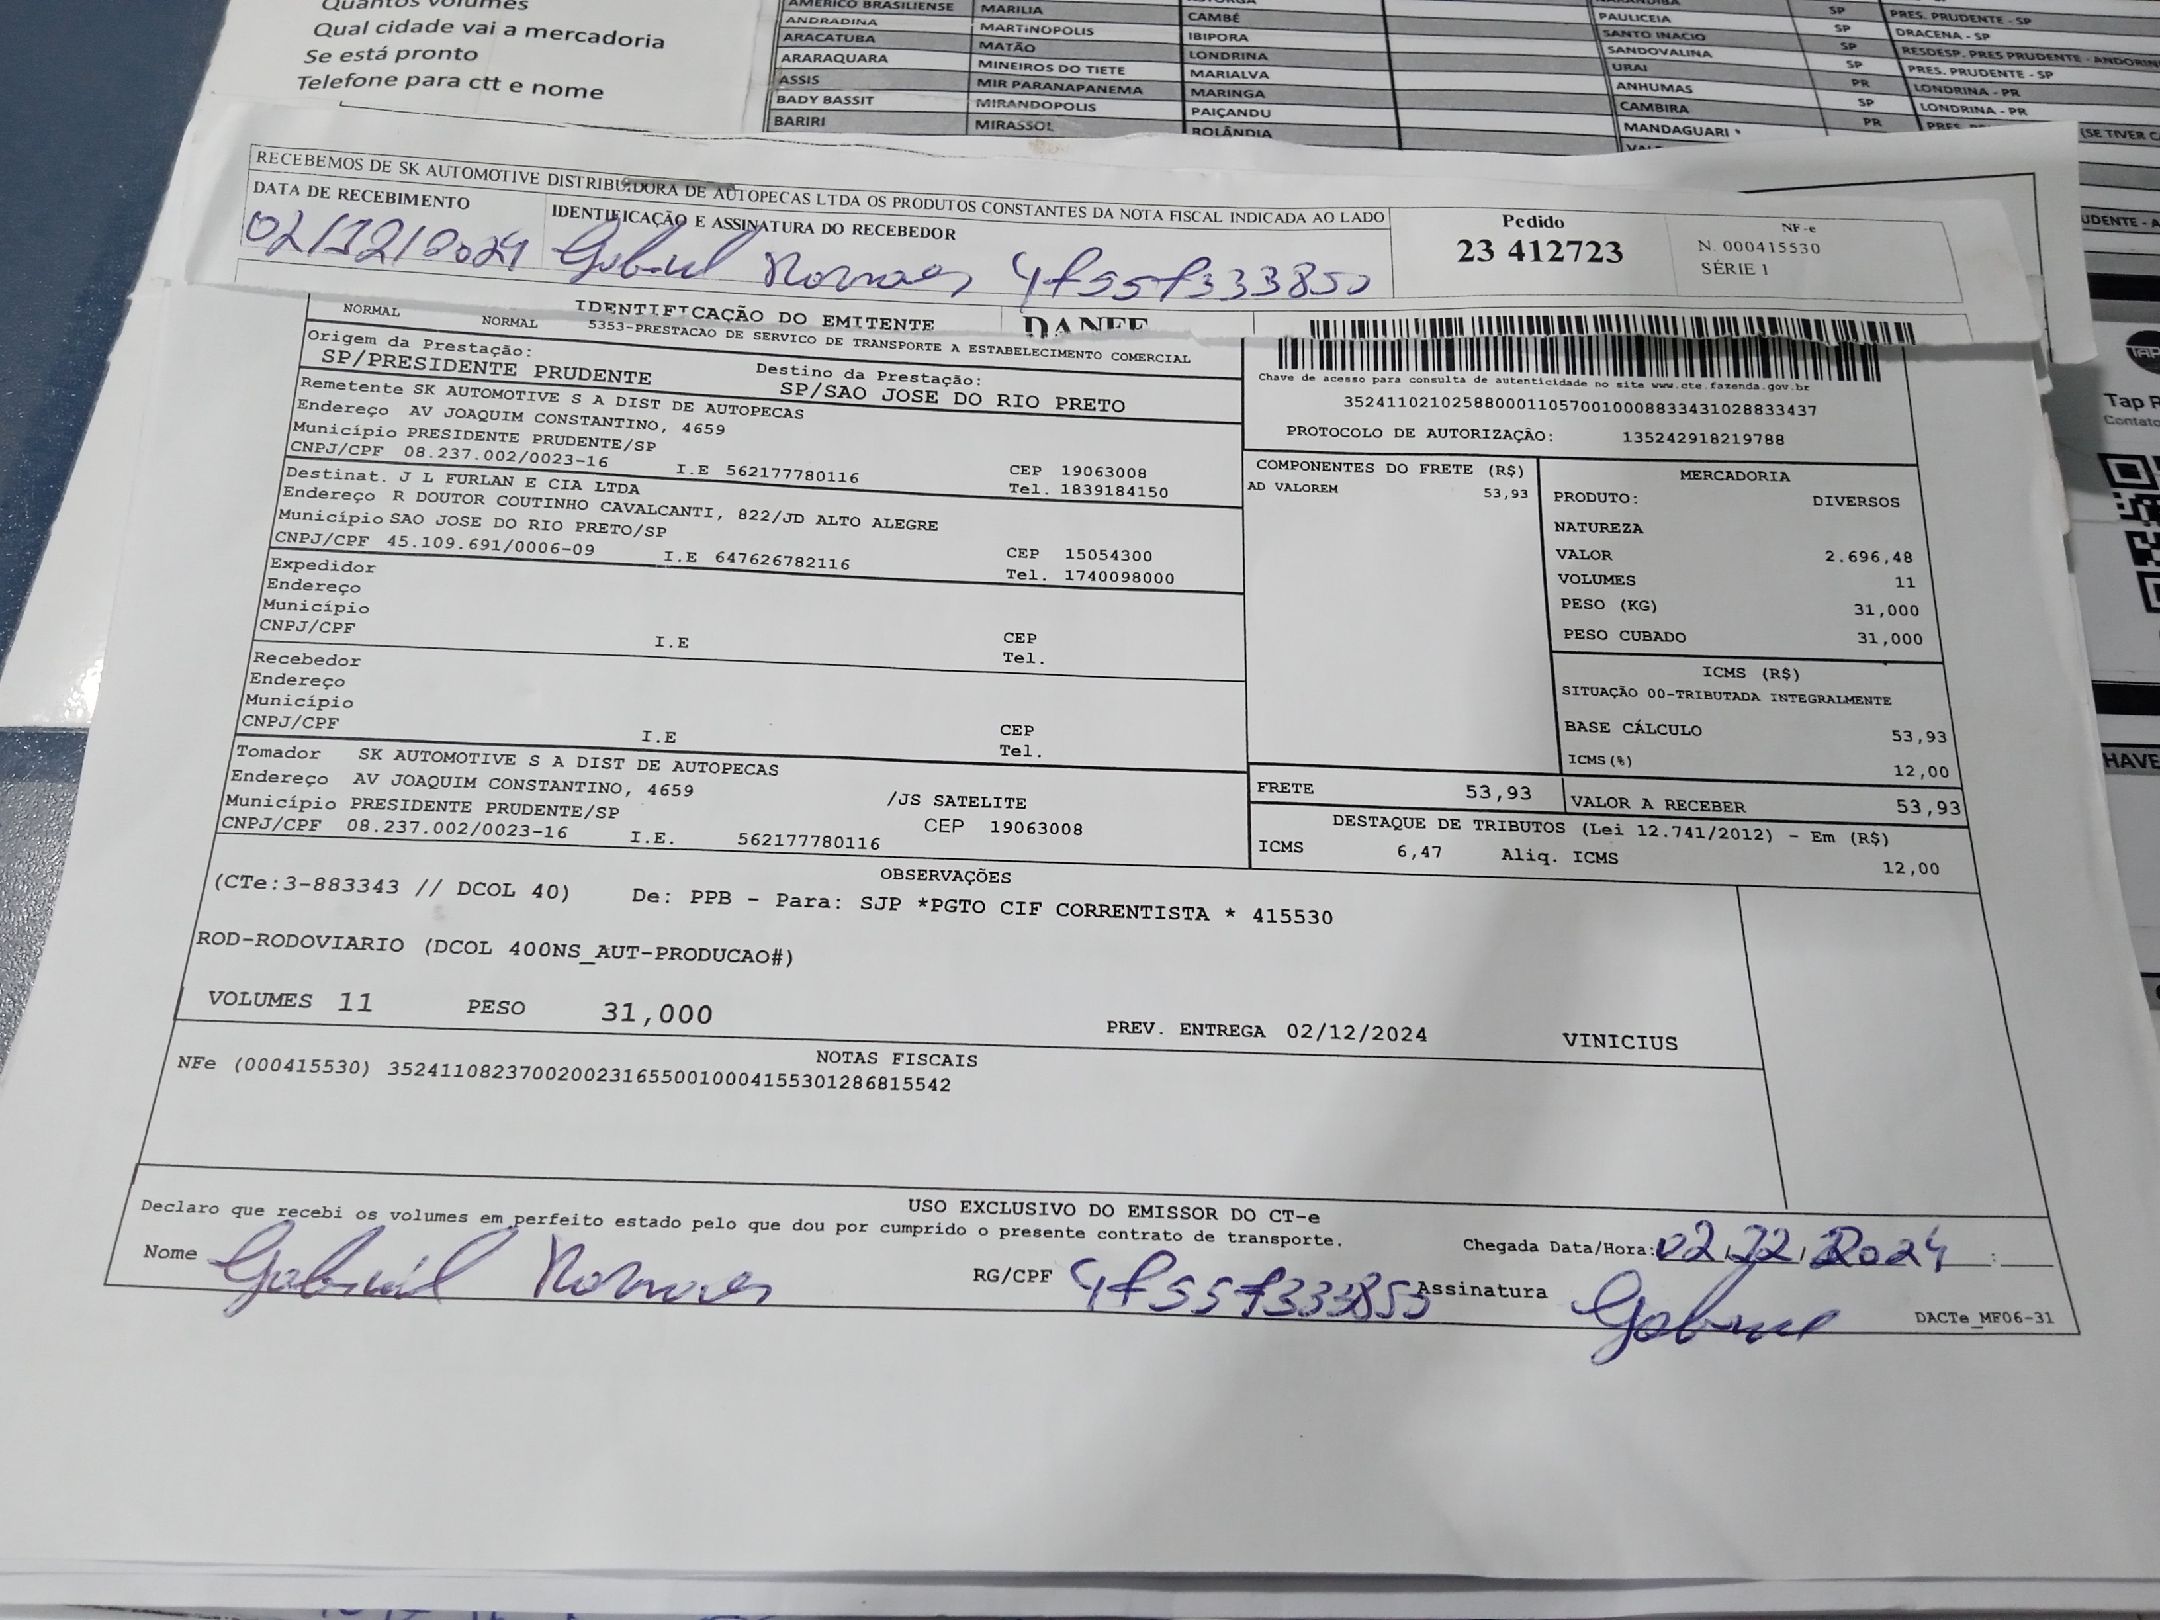 Quantos volumes
Qual cidade vai a mercadoria
Se está pronto
Telefone para ctt e nome
AMERICO BRASILIENSE MARILIA
ANDRADINA MARTINOPOLIS CAMBÉ PAULICEIA SP PRES. PRUDENTE - SP
ARACATUBA MATÃO IBIPORA SANTO INACIO SP DRACENA - SP
ARARAQUARA MINEIROS DO TIETE LONDRINA SANDOVALINA SP RESDESP. PRES PRUDENTE - ANDORIN
ASSIS MIR PARANAPANEMA MARIALVA URAI SP PRES. PRUDENTE - SP
BADY BASSIT MIRANDOPOLIS MARINGA ANHUMAS PR LONDRINA - PR
BARIRI MIRASSOL PAIÇANDU CAMBIRA SP LONDRINA - PR
ROLÂNDIA MANDAGUARI PR (SE TIVER C
UDENTE - A
RECEBEMOS DE SK AUTOMOTIVE DISTRIBUIDORA DE AUTOPECAS LTDA OS PRODUTOS CONSTANTES DA NOTA FISCAL INDICADA AO LADO
DATA DE RECEBIMENTO IDENTIFICAÇÃO E ASSINATURA DO RECEBEDOR
02/12/2024 Gabriel
Pedido
23 412723
NF-e
N. 000415530
SÉRIE 1
NORMAL NORMAL IDENTIFICAÇÃO DO EMITENTE DANFE
5353-PRESTACAO DE SERVICO DE TRANSPORTE A ESTABELECIMENTO COMERCIAL
Origem da Prestação: Destino da Prestação:
SP/PRESIDENTE PRUDENTE SP/SAO JOSE DO RIO PRETO
Remetente SK AUTOMOTIVE S A DIST DE AUTOPECAS
Endereço AV JOAQUIM CONSTANTINO, 4659
Município PRESIDENTE PRUDENTE/SP CEP 19063008
CNPJ/CPF 08.237.002/0023-16 I.E 562177780116 Tel. 1839184150
Destinat. J L FURLAN E CIA LTDA
Endereço R DOUTOR COUTINHO CAVALCANTI, 822/JD ALTO ALEGRE
Município SAO JOSE DO RIO PRETO/SP CEP 15054300
CNPJ/CPF 45.109.691/0006-09 I.E 647626782116 Tel. 1740098000
Expedidor
Endereço
Município CEP
CNPJ/CPF I.E Tel.
Recebedor
Endereço
Município CEP
CNPJ/CPF I.E Tel.
Tomador SK AUTOMOTIVE S A DIST DE AUTOPECAS
Endereço AV JOAQUIM CONSTANTINO, 4659 /JS SATELITE
Município PRESIDENTE PRUDENTE/SP CEP 19063008
CNPJ/CPF 08.237.002/0023-16 I.E. 562177780116
Chave de acesso para consulta de autenticidade no site www.cte.fazenda.gov.br
35241102102588000110570010008833431028833437
PROTOCOLO DE AUTORIZAÇÃO: 135242918219788
COMPONENTES DO FRETE (R$)
AD VALOREM 53,93
MERCADORIA
PRODUTO: DIVERSOS
NATUREZA
VALOR 2.696,48
VOLUMES 11
PESO (KG) 31,000
PESO CUBADO 31,000
ICMS (R$)
SITUAÇÃO 00-TRIBUTADA INTEGRALMENTE
BASE CÁLCULO 53,93
ICMS(%) 12,00
FRETE 53,93 VALOR A RECEBER 53,93
DESTAQUE DE TRIBUTOS (Lei 12.741/2012) - Em (R$)
ICMS 6,47 Aliq. ICMS 12,00
OBSERVAÇÕES
(CTe:3-883343 // DCOL 40) De: PPB - Para: SJP *PGTO CIF CORRENTISTA * 415530
ROD-RODOVIARIO (DCOL 400NS_AUT-PRODUCAO#)
VOLUMES 11 PESO 31,000 PREV. ENTREGA 02/12/2024 VINICIUS
NOTAS FISCAIS
NFe (000415530) 35241108237002002316550010004155301286815542
USO EXCLUSIVO DO EMISSOR DO CT-e
Declaro que recebi os volumes em perfeito estado pelo que dou por cumprido o presente contrato de transporte.
Chegada Data/Hora: 02/12/2024 :
Nome Gabriel RG/CPF Assinatura Gabriel
DACTe_MF06-31
TAP
Tap R
Contato
HAVE